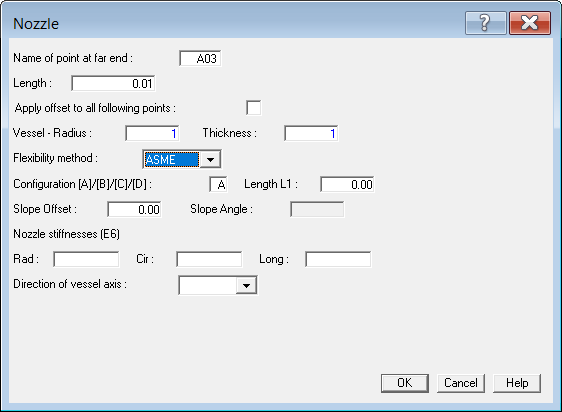 Nozzle ?
Name of point at far end : A03
Length : 0.01
Apply offset to all following points :
Vessel - Radius : 1 Thickness : 1
Flexibility method : ASME
Configuration [A]/[B]/[C]/[D] : A Length L1 : 0.00
Slope Offset : 0.00 Slope Angle :
Nozzle stiffnesses (E6)
Rad : Cir : Long :
Direction of vessel axis :
OK Cancel Help